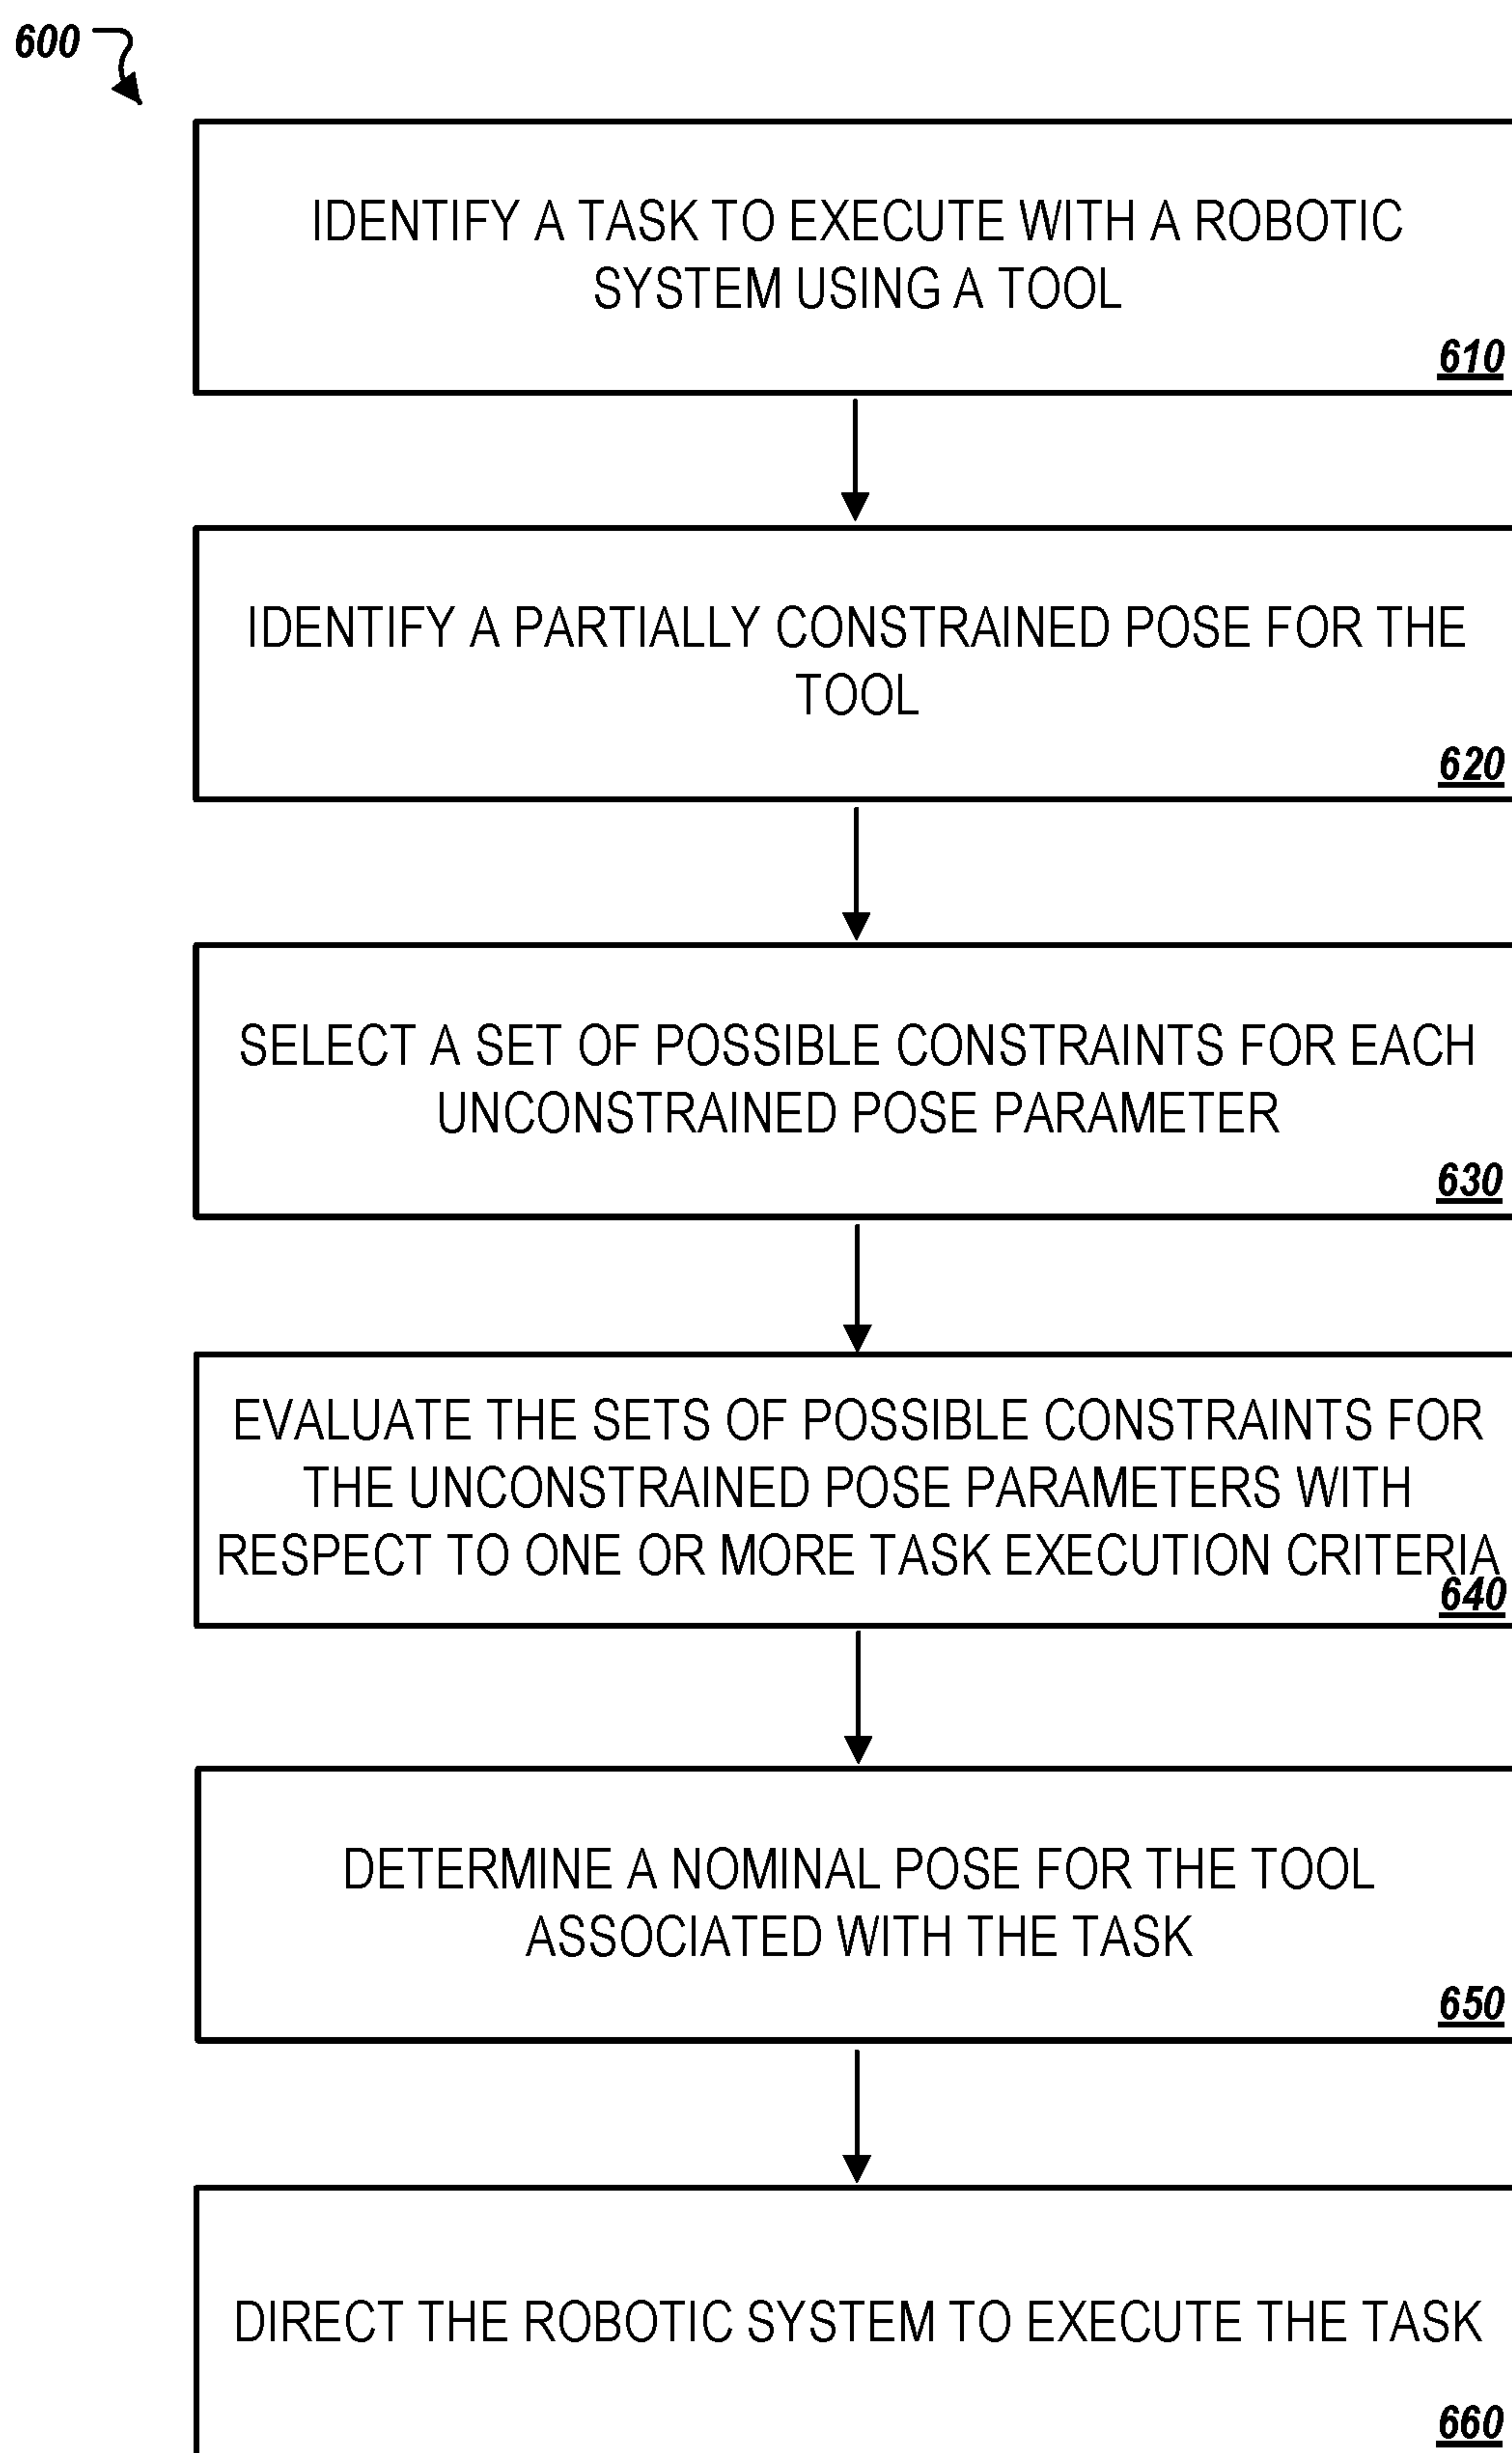 600
IDENTIFY A TASK TO EXECUTE WITH A ROBOTIC
SYSTEM USING A TOOL
610
IDENTIFY A PARTIALLY CONSTRAINED POSE FOR THE
TOOL
620
SELECT A SET OF POSSIBLE CONSTRAINTS FOR EACH
UNCONSTRAINED POSE PARAMETER
630
EVALUATE THE SETS OF POSSIBLE CONSTRAINTS FOR
THE UNCONSTRAINED POSE PARAMETERS WITH
RESPECT TO ONE OR MORE TASK EXECUTION CRITERIA
640
DETERMINE A NOMINAL POSE FOR THE TOOL
ASSOCIATED WITH THE TASK
650
DIRECT THE ROBOTIC SYSTEM TO EXECUTE THE TASK
660